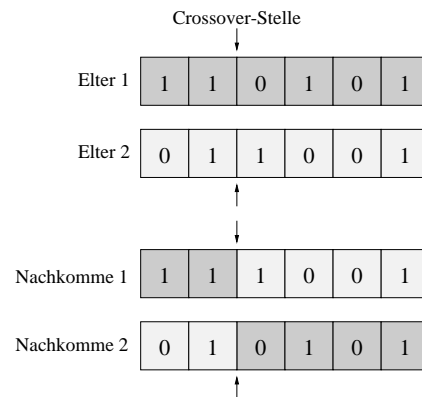 Crossover-Stelle
Elter 1 1 1 0 1 0 1
Elter 2 0 1 1 0 0 1
Nachkomme 1 1 1 1 0 0 1
Nachkomme 2 0 1 0 1 0 1